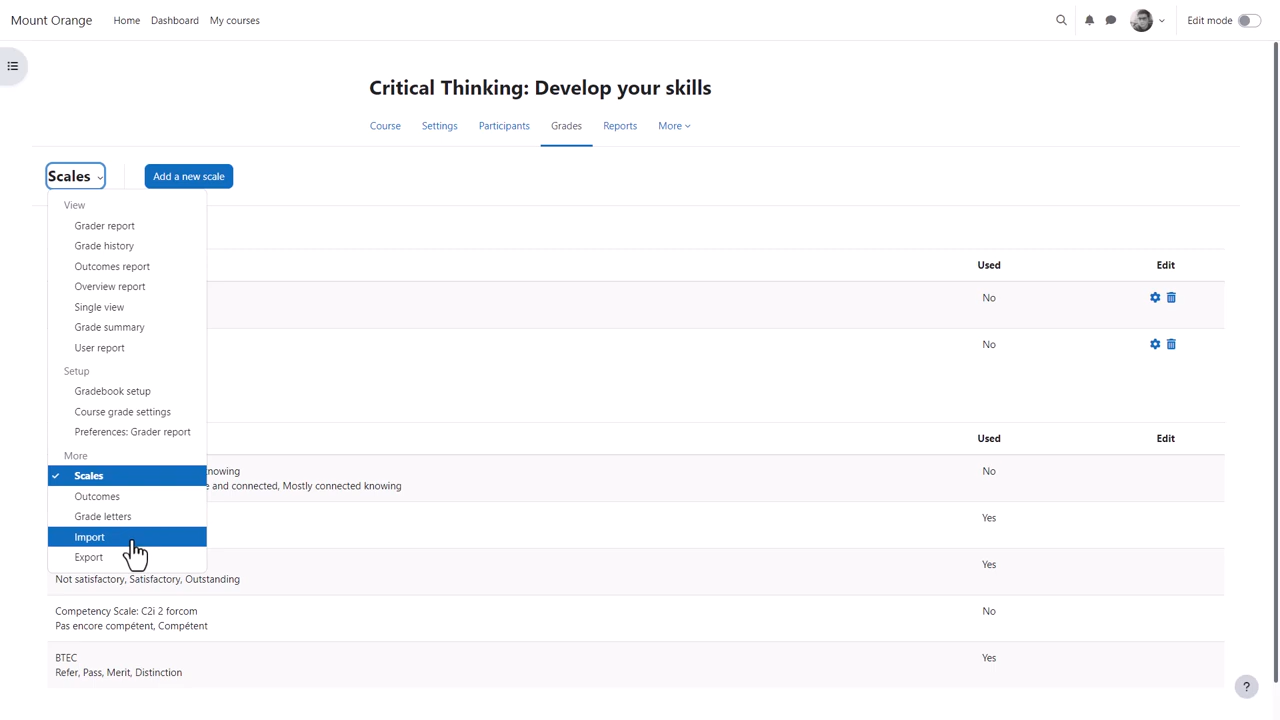 Mount Orange Home Dashboard My courses Edit mode
Critical Thinking: Develop your skills
Course Settings Participants Grades Reports More
Scales Add a new scale
View
Grader report
Grade history
Outcomes report
Overview report
Single view
Grade summary
User report
Setup
Gradebook setup
Course grade settings
Preferences: Grader report
More
Scales
Outcomes
Grade letters
Import
Export
Used Edit
No
No
Used Edit
knowing No
and connected, Mostly connected knowing
Yes
Yes
Not satisfactory, Satisfactory, Outstanding
Competency Scale: C2i 2 forcom No
Pas encore compétent, Compétent
BTEC Yes
Refer, Pass, Merit, Distinction
?